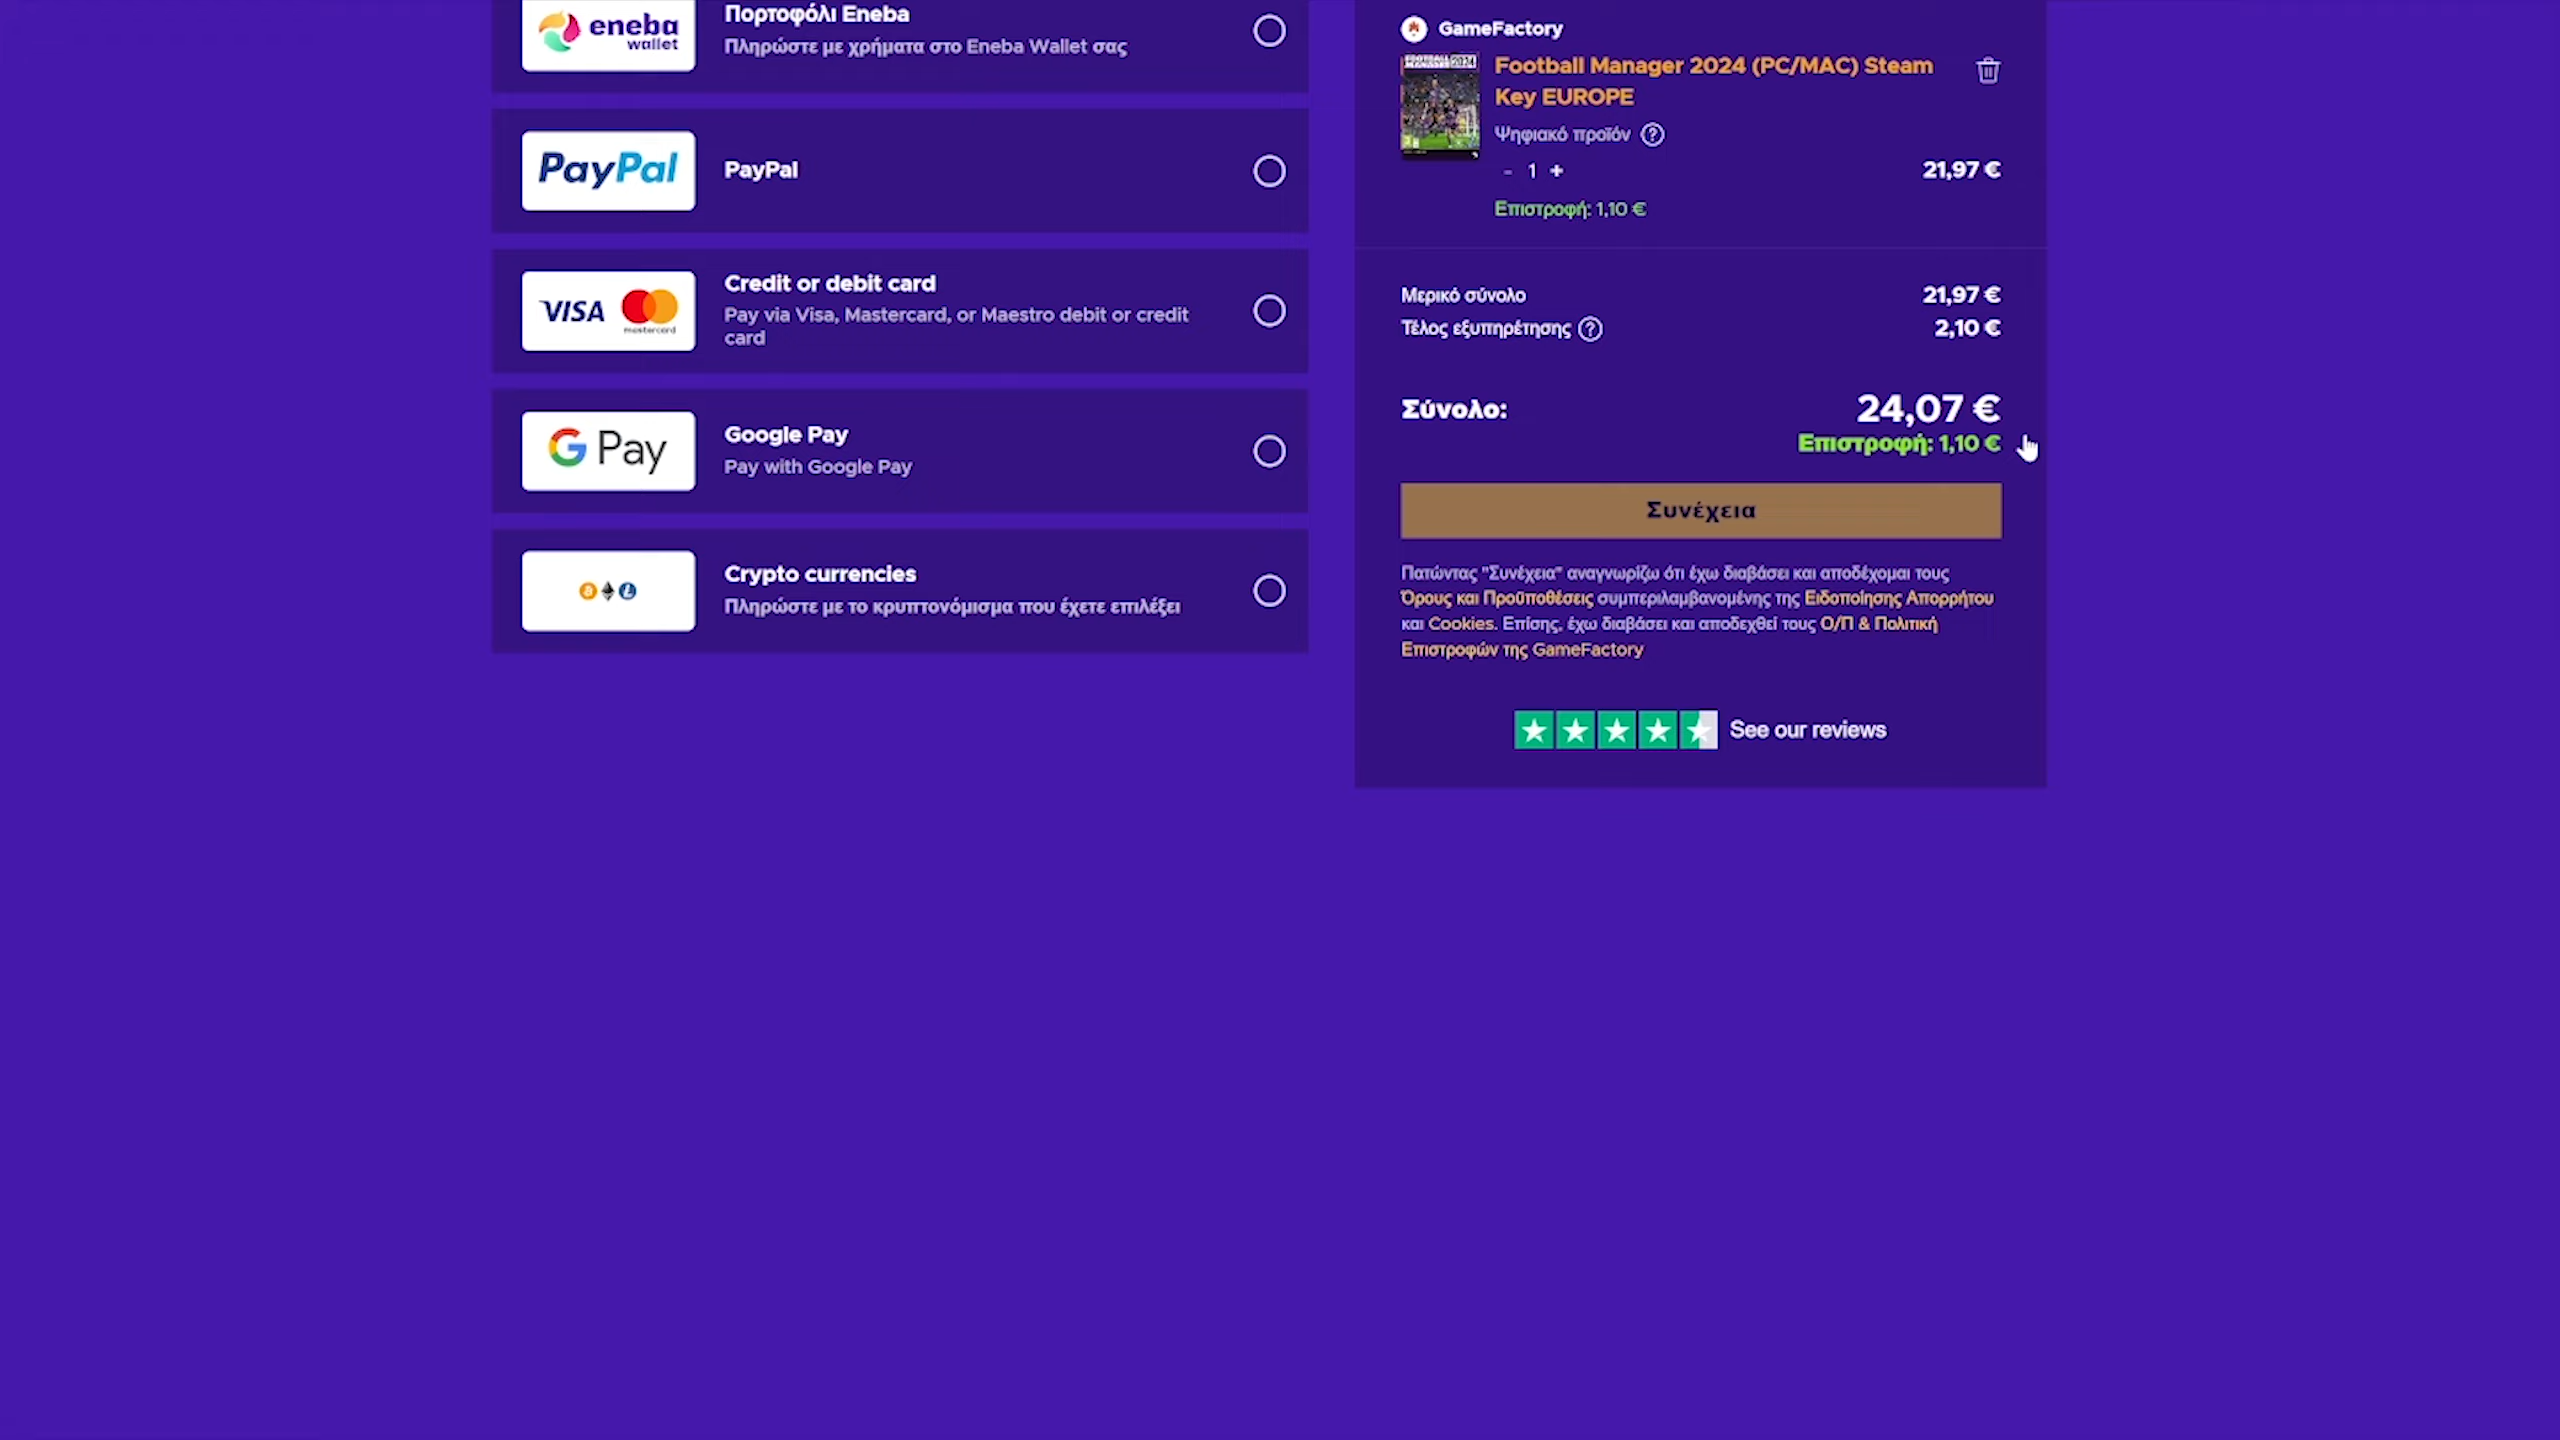 eneba
wallet
Πορτοφόλι Eneba
Πληρώστε με χρήματα στο Eneba Wallet σας
PayPal
PayPal
VISA
mastercard
Credit or debit card
Pay via Visa, Mastercard, or Maestro debit or credit
card
G Pay
Google Pay
Pay with Google Pay
Crypto currencies
Πληρώστε με το κρυπτονόμισμα που έχετε επιλέξει
GameFactory
Football Manager 2024 (PC/MAC) Steam
Key EUROPE
Ψηφιακό προϊόν ?
- 1 + 21,97 €
Επιστροφή: 1,10 €
Μερικό σύνολο 21,97 €
Τέλος εξυπηρέτησης ? 2,10 €
Σύνολο: 24,07 €
Επιστροφή: 1,10 €
Συνέχεια
Πατώντας "Συνέχεια" αναγνωρίζω ότι έχω διαβάσει και αποδέχομαι τους
Όρους και Προϋποθέσεις συμπεριλαμβανομένης της Ειδοποίησης Απορρήτου
και Cookies. Επίσης, έχω διαβάσει και αποδεχθεί τους Ο/Π & Πολιτική
Επιστροφών της GameFactory
See our reviews